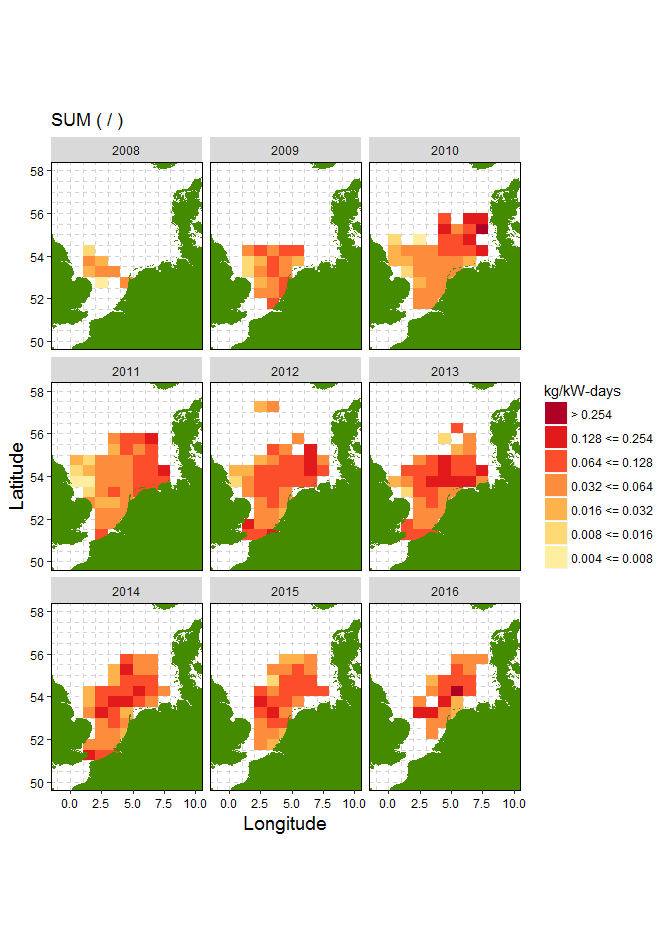 SUM ( / )
2008 2009 2010
58
56
54
52
50
2011 2012 2013
58
56
54
52
50
Latitude
kg/kW-days
> 0.254
0.128 <= 0.254
0.064 <= 0.128
0.032 <= 0.064
0.016 <= 0.032
0.008 <= 0.016
0.004 <= 0.008
2014 2015 2016
58
56
54
52
50
0.0 2.5 5.0 7.5 10.0 0.0 2.5 5.0 7.5 10.0 0.0 2.5 5.0 7.5 10.0
Longitude